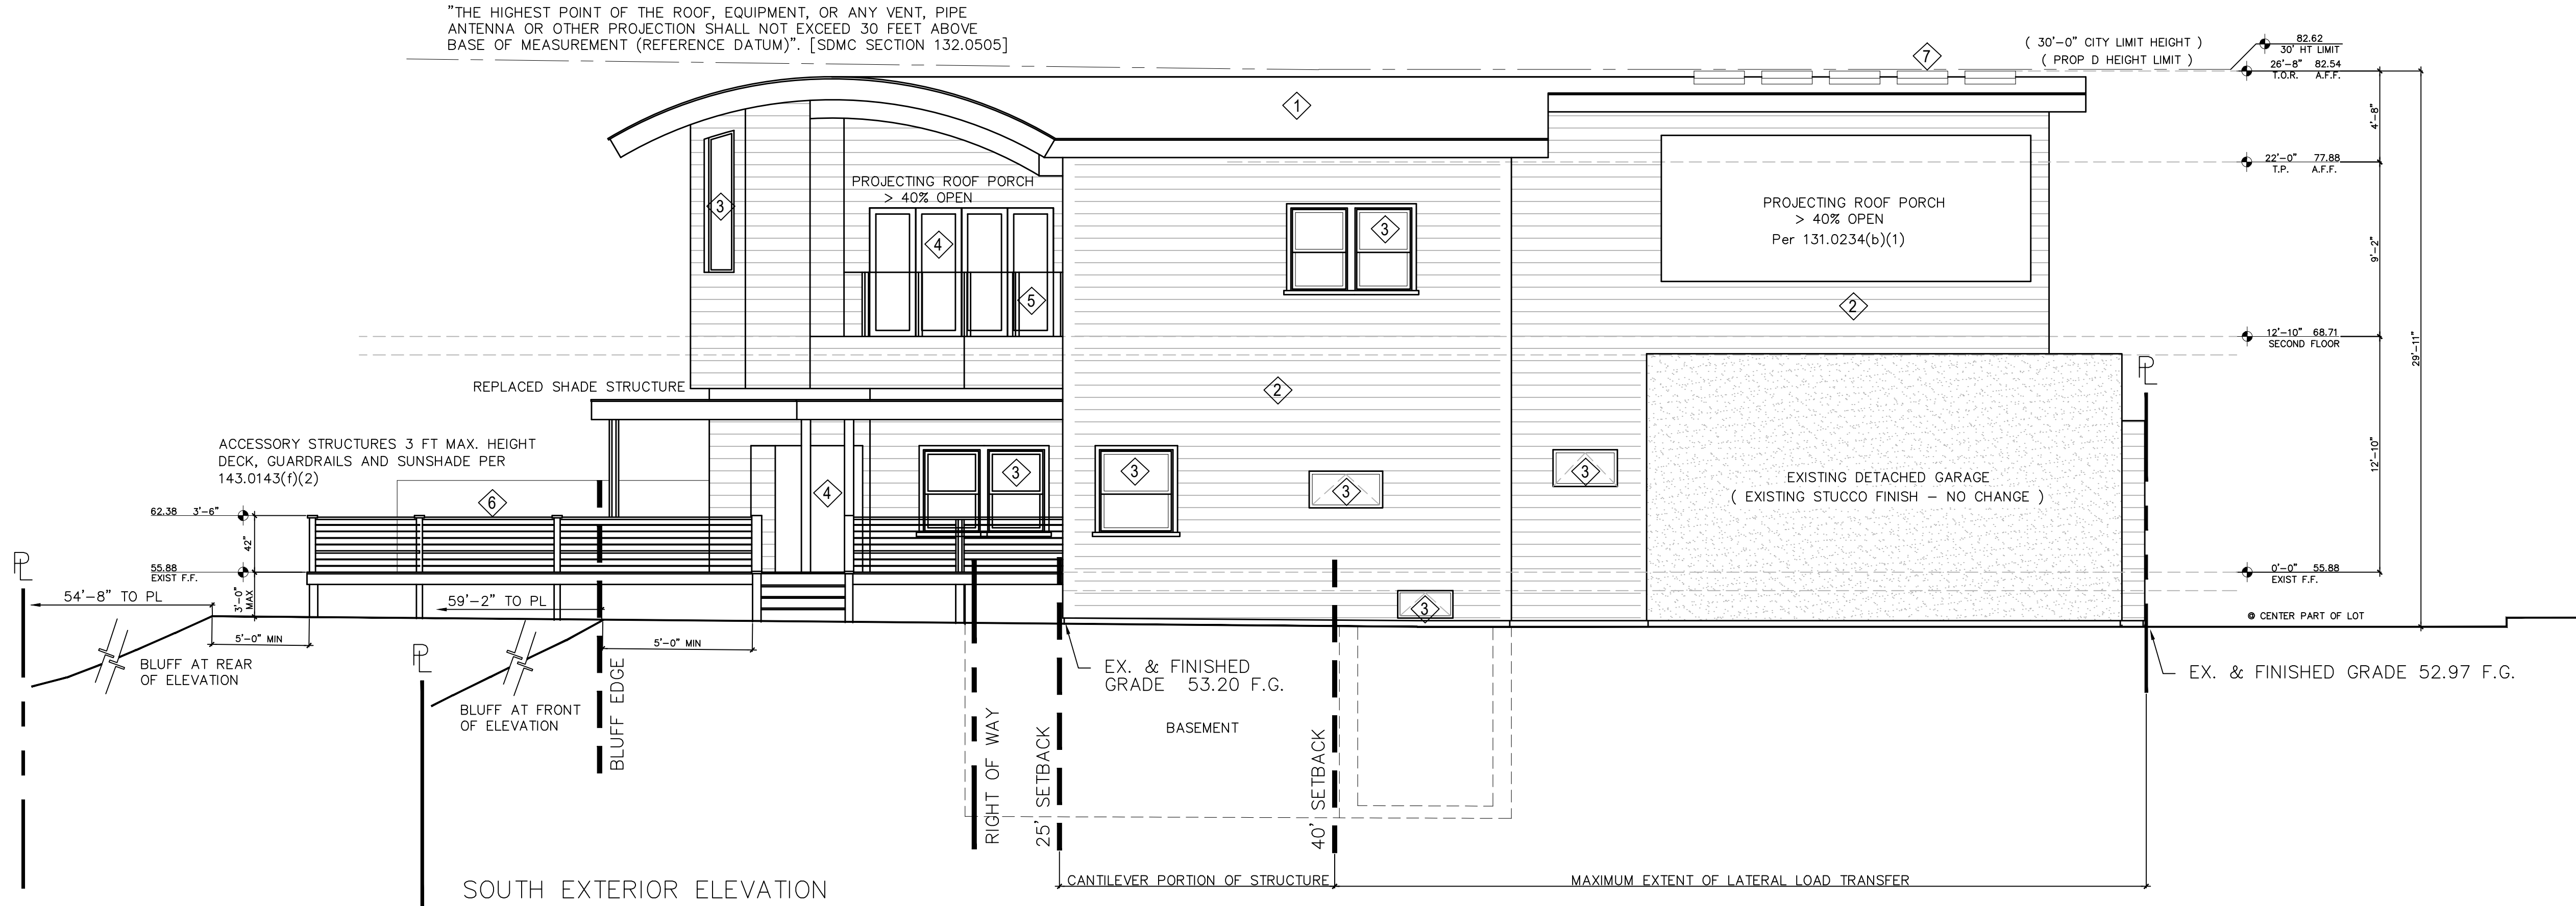 "THE HIGHEST POINT OF THE ROOF, EQUIPMENT, OR ANY VENT, PIPE
ANTENNA OR OTHER PROJECTION SHALL NOT EXCEED 30 FEET ABOVE
BASE OF MEASUREMENT (REFERENCE DATUM)". [SDMC SECTION 132.0505]
( 30'-0" CITY LIMIT HEIGHT )
( PROP D HEIGHT LIMIT )
82.62
30' HT LIMIT
26'-8" 82.54
T.O.R. A.F.F.
7
1
4'-8"
22'-0" 77.88
T.P. A.F.F.
PROJECTING ROOF PORCH
> 40% OPEN
3
4
5
3
PROJECTING ROOF PORCH
> 40% OPEN
Per 131.0234(b)(1)
2
9'-2"
12'-10" 68.71
SECOND FLOOR
29'-11"
REPLACED SHADE STRUCTURE
2
PL
ACCESSORY STRUCTURES 3 FT MAX. HEIGHT
DECK, GUARDRAILS AND SUNSHADE PER
143.0143(f)(2)
6
4
3
3
3
3
EXISTING DETACHED GARAGE
( EXISTING STUCCO FINISH – NO CHANGE )
12'-10"
62.38 3'-6"
42"
55.88
EXIST F.F.
3'-0"
MAX
0'-0" 55.88
EXIST F.F.
PL
54'-8" TO PL
59'-2" TO PL
3
@ CENTER PART OF LOT
5'-0" MIN
5'-0" MIN
PL
BLUFF AT REAR
OF ELEVATION
BLUFF AT FRONT
OF ELEVATION
BLUFF EDGE
RIGHT OF WAY
25' SETBACK
EX. & FINISHED
GRADE 53.20 F.G.
BASEMENT
40' SETBACK
EX. & FINISHED GRADE 52.97 F.G.
CANTILEVER PORTION OF STRUCTURE
MAXIMUM EXTENT OF LATERAL LOAD TRANSFER
SOUTH EXTERIOR ELEVATION